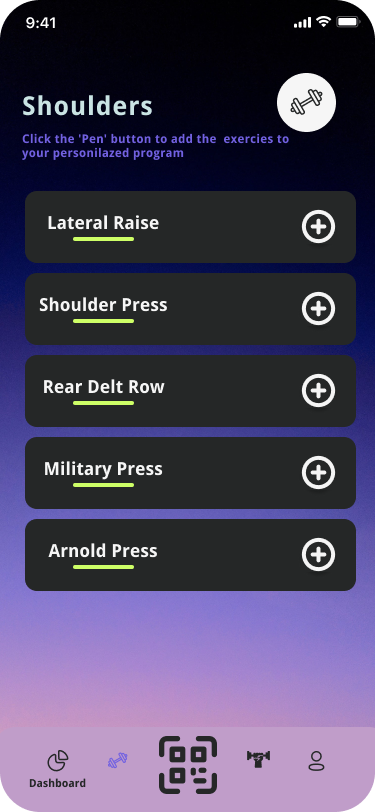 9:41
Shoulders
Click the 'Pen' button to add the exercies to
your personilazed program
Lateral Raise
Shoulder Press
Rear Delt Row
Military Press
Arnold Press
Dashboard